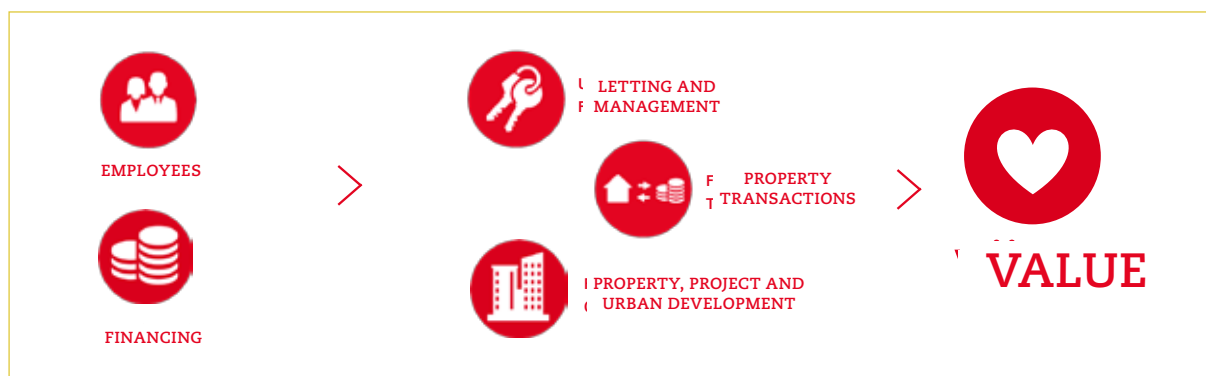 EMPLOYEES
FINANCING
LETTING AND
MANAGEMENT
PROPERTY
TRANSACTIONS
PROPERTY, PROJECT AND
URBAN DEVELOPMENT
VALUE